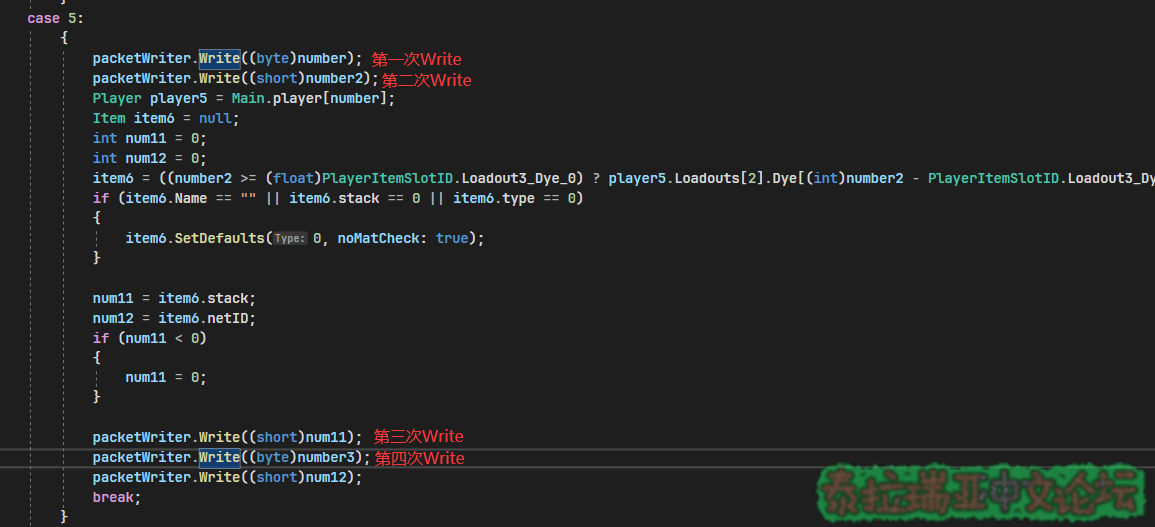 case 5:
{
packetWriter.Write((byte)number); 第一次Write
packetWriter.Write((short)number2); 第二次Write
Player player5 = Main.player[number];
Item item6 = null;
int num11 = 0;
int num12 = 0;
item6 = ((number2 >= (float)PlayerItemSlotID.Loadout3_Dye_0) ? player5.Loadouts[2].Dye[(int)number2 - PlayerItemSlotID.Loadout3_Dy
if (item6.Name == "" || item6.stack == 0 || item6.type == 0)
{
item6.SetDefaults(Type: 0, noMatCheck: true);
}
num11 = item6.stack;
num12 = item6.netID;
if (num11 < 0)
{
num11 = 0;
}
packetWriter.Write((short)num11); 第三次Write
packetWriter.Write((byte)number3); 第四次Write
packetWriter.Write((short)num12);
break;
}
泰拉瑞亚中文论坛